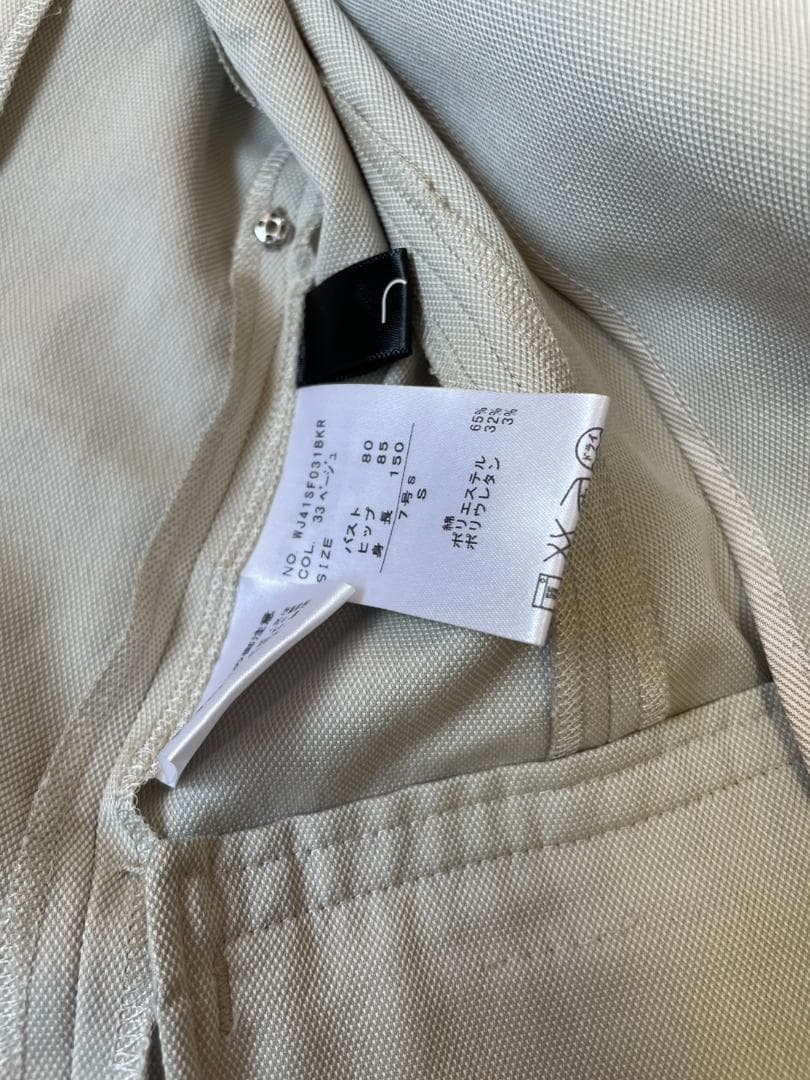 NO. WJ41SF031BKR
COL. 33 ベージュ
SIZE
バスト 80
ヒップ 85
身 長 150
7号S
S
綿 65%
ポリエステル 32%
ポリウレタン 3%
ドライ